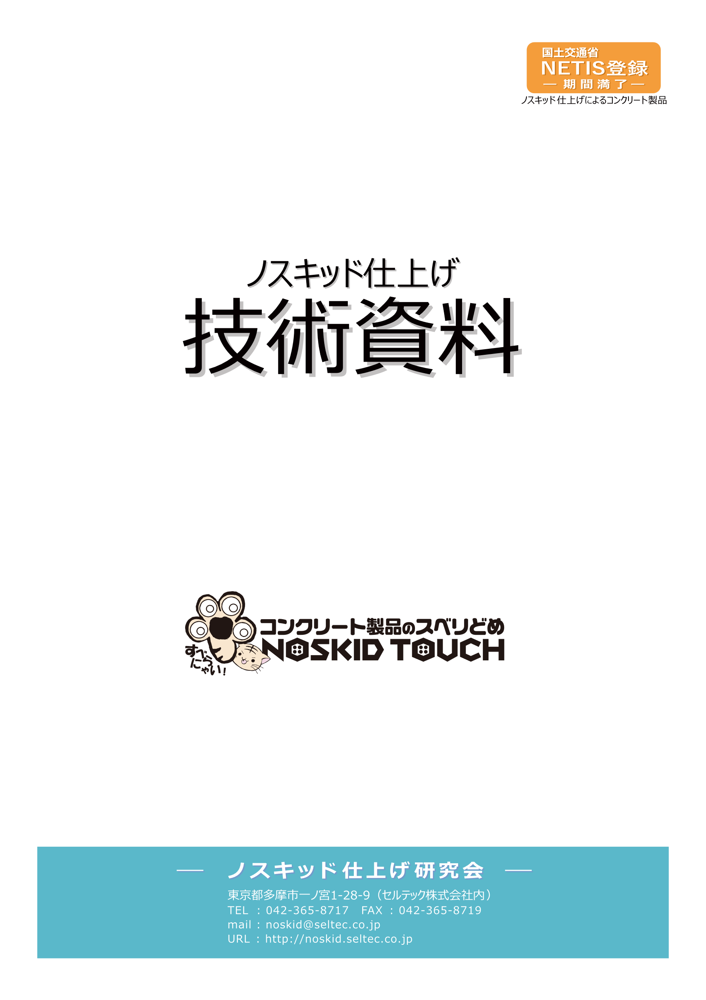 国土交通省
NETIS登録
― 期間満了 ―
ノスキッド仕上げによるコンクリート製品
ノスキッド仕上げ
技術資料
コンクリート製品のスベリどめ
NOSKID TOUCH
すべら
にゃい!
ノスキッド仕上げ研究会
東京都多摩市一ノ宮1-28-9（セルテック株式会社内）
TEL : 042-365-8717 FAX : 042-365-8719
mail : noskid@seltec.co.jp
URL : http://noskid.seltec.co.jp